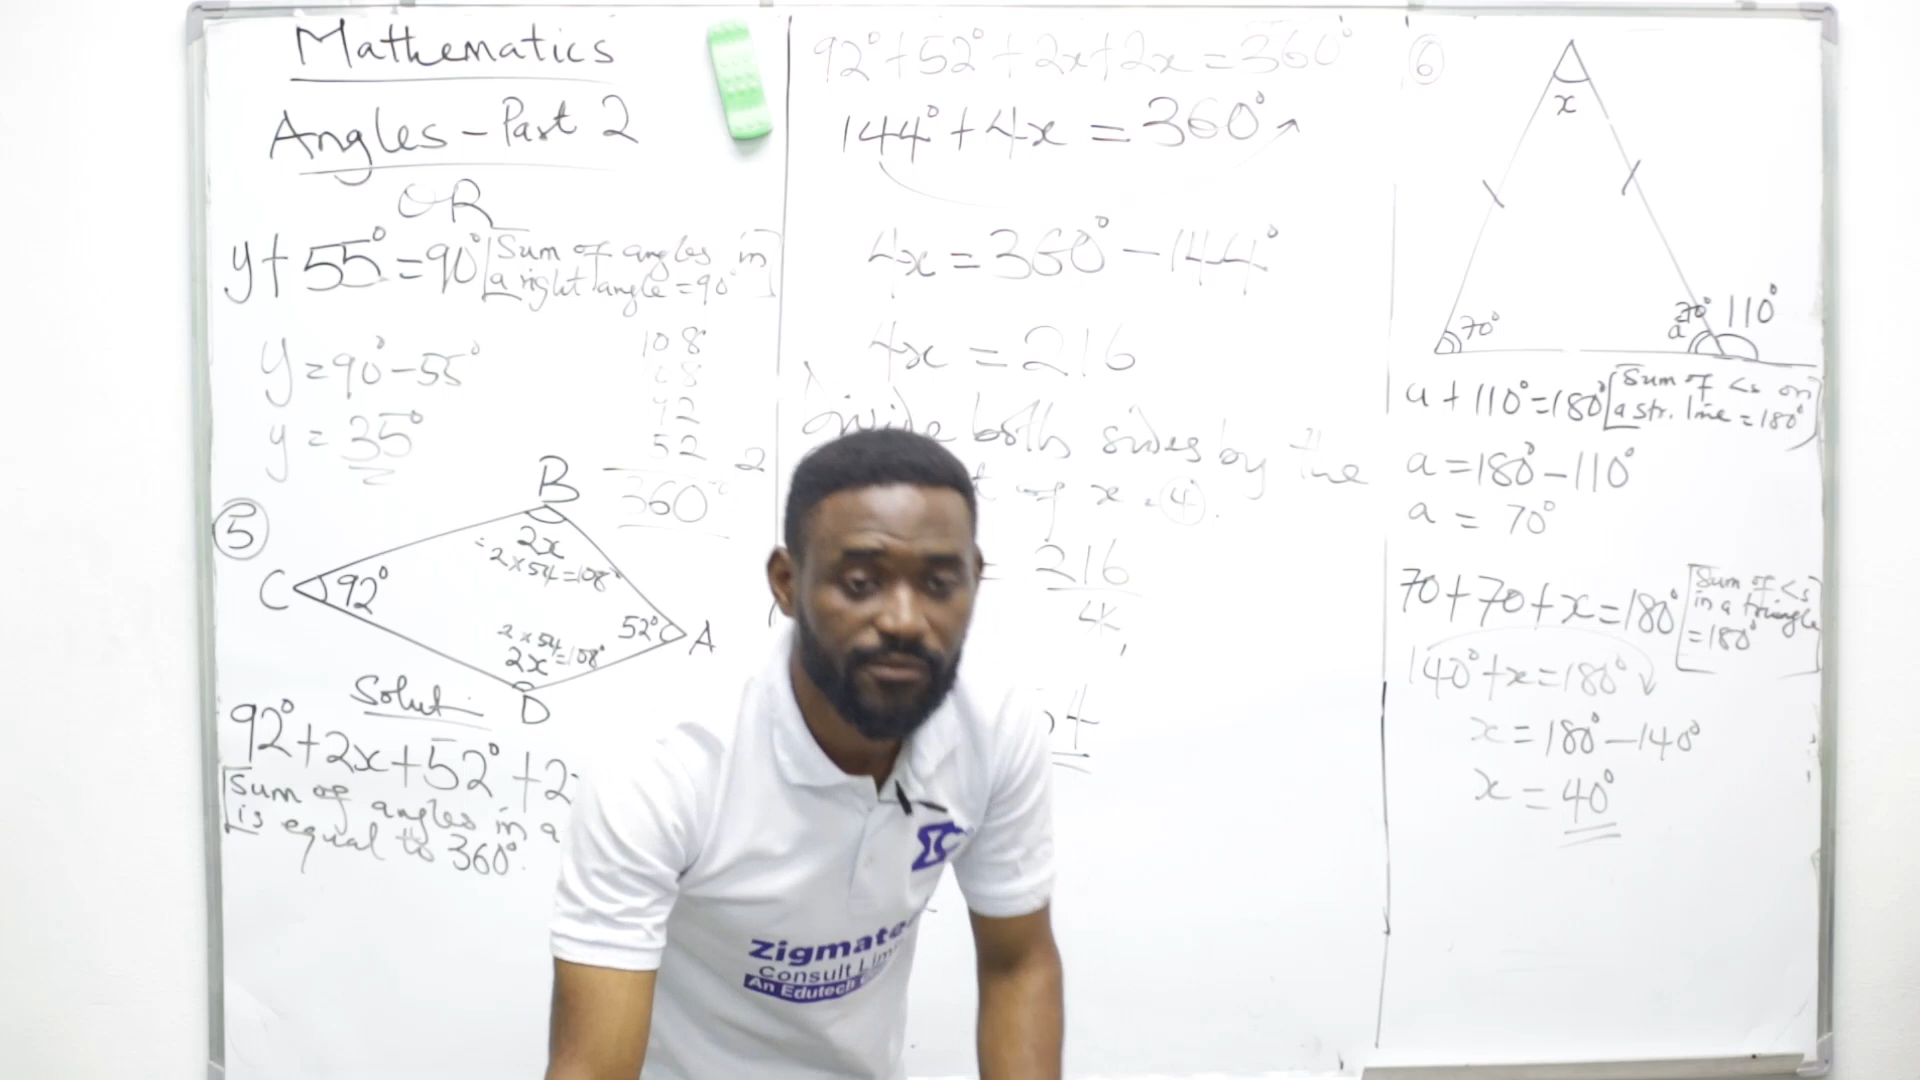 Mathematics
Angles - Part 2
OR
y + 55° = 90° [Sum of angles in
a right angle = 90°]
y = 90° - 55°
y = 35°
108°
92
52
360°
⑤
B
2x
= 2 x 54 = 108°
C
92°
52°
A
2 x 54
2x = 108°
D
Solut
92° + 2x + 52° + 2
[Sum of angles in a
is equal to 360°.
92° + 52° + 2x + 2x = 360°
144° + 4x = 360°
4x = 360° - 144°
4x = 216
Divide both sides by the
of x. ④.
216
4
54
⑥
x
70°
a
70°
110°
a + 110° = 180° [Sum of <s on
a str. line = 180°]
a = 180° - 110°
a = 70°
70 + 70 + x = 180° [Sum of <s
in a triangle
= 180°]
140° + x = 180°
x = 180° - 140°
x = 40°
Zigmate
Consult Lim
An Edutech